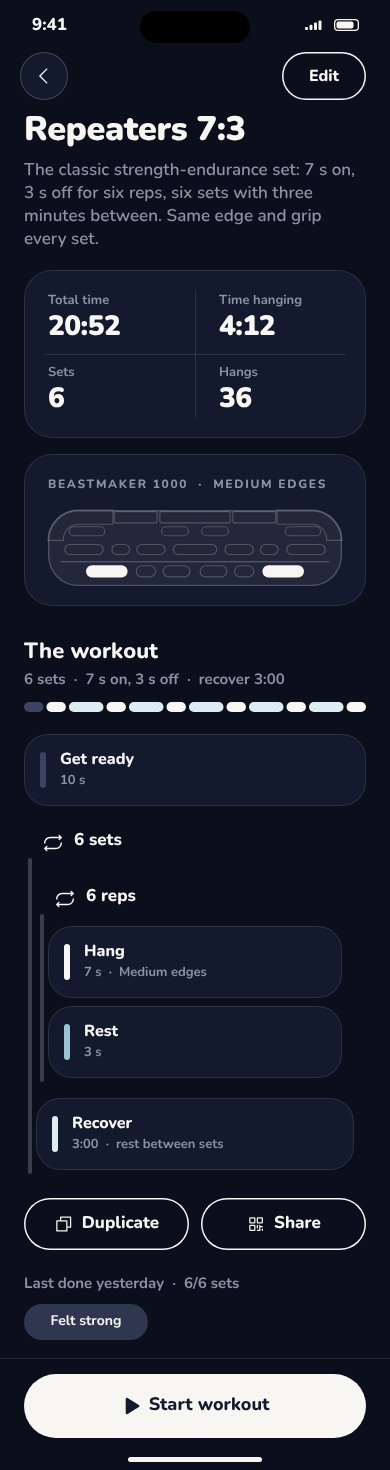 9:41
Edit
Repeaters 7:3
The classic strength-endurance set: 7 s on,
3 s off for six reps, six sets with three
minutes between. Same edge and grip
every set.
Total time
20:52
Time hanging
4:12
Sets
6
Hangs
36
BEASTMAKER 1000 · MEDIUM EDGES
The workout
6 sets · 7 s on, 3 s off · recover 3:00
Get ready
10 s
6 sets
6 reps
Hang
7 s · Medium edges
Rest
3 s
Recover
3:00 · rest between sets
Duplicate
Share
Last done yesterday · 6/6 sets
Felt strong
Start workout